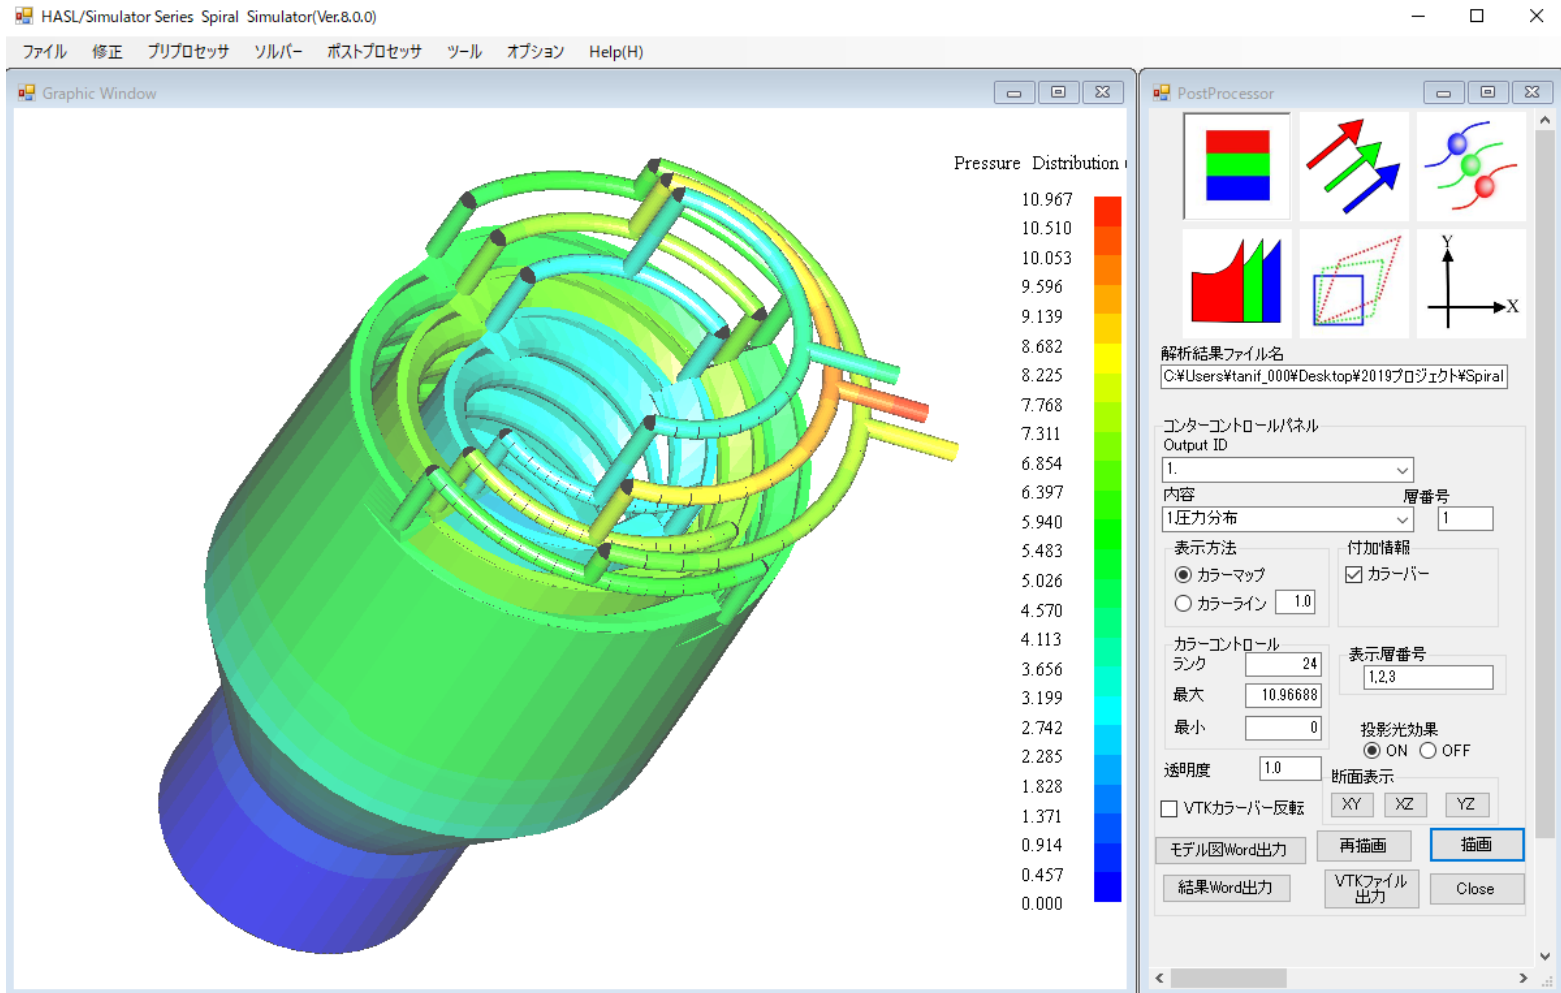 HASL/Simulator Series Spiral Simulator(Ver.8.0.0)
ファイル 修正 プリプロセッサ ソルバー ポストプロセッサ ツール オプション Help(H)
Graphic Window
Pressure Distribution
10.967
10.510
10.053
9.596
9.139
8.682
8.225
7.768
7.311
6.854
6.397
5.940
5.483
5.026
4.570
4.113
3.656
3.199
2.742
2.285
1.828
1.371
0.914
0.457
0.000
PostProcessor
Y
X
解析結果ファイル名
C:¥Users¥tanif_000¥Desktop¥2019プロジェクト¥Spiral
コンターコントロールパネル
Output ID
1.
内容 層番号
1.圧力分布 1
表示方法 付加情報
カラーマップ カラーバー
カラーライン 1.0
カラーコントロール
ランク 24 表示層番号
1,2,3
最大 10.96688
最小 0 投影光効果
ON OFF
透明度 1.0 断面表示
VTKカラーバー反転 XY XZ YZ
モデル図Word出力 再描画 描画
結果Word出力 VTKファイル
出力 Close